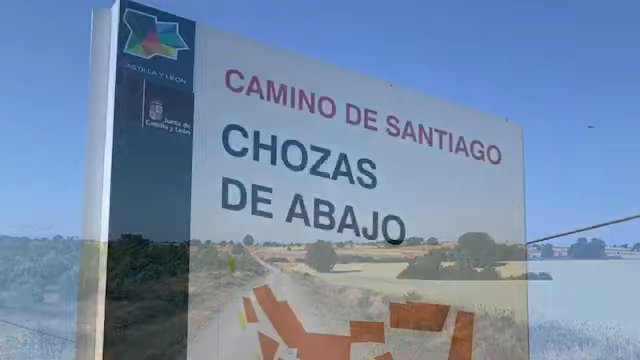 CASTILLA Y LEÓN
Junta de
Castilla y León
CAMINO DE SANTIAGO
CHOZAS
DE ABAJO